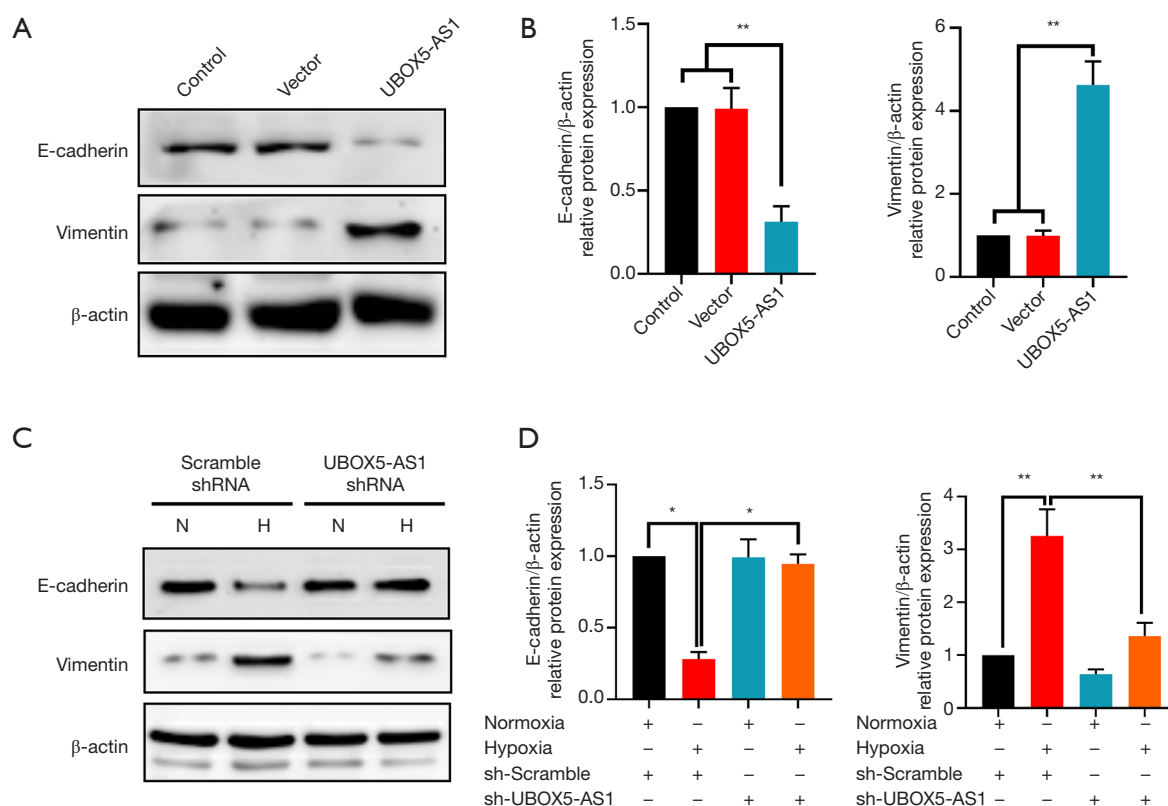 A
Control
Vector
UBOX5-AS1
E-cadherin
Vimentin
β-actin
B
E-cadherin/β-actin
relative protein expression
1.5
1.0
0.5
0.0
**
Control
Vector
UBOX5-AS1
Vimentin/β-actin
relative protein expression
6
4
2
0
**
Control
Vector
UBOX5-AS1
C
Scramble
shRNA
UBOX5-AS1
shRNA
N H N H
E-cadherin
Vimentin
β-actin
D
E-cadherin/β-actin
relative protein expression
1.5
1.0
0.5
0.0
* *
Normoxia + – + –
Hypoxia – + – +
sh-Scramble + + – –
sh-UBOX5-AS1 – – + +
Vimentin/β-actin
relative protein expression
4
3
2
1
0
** **
Normoxia + – + –
Hypoxia – + – +
sh-Scramble + + – –
sh-UBOX5-AS1 – – + +